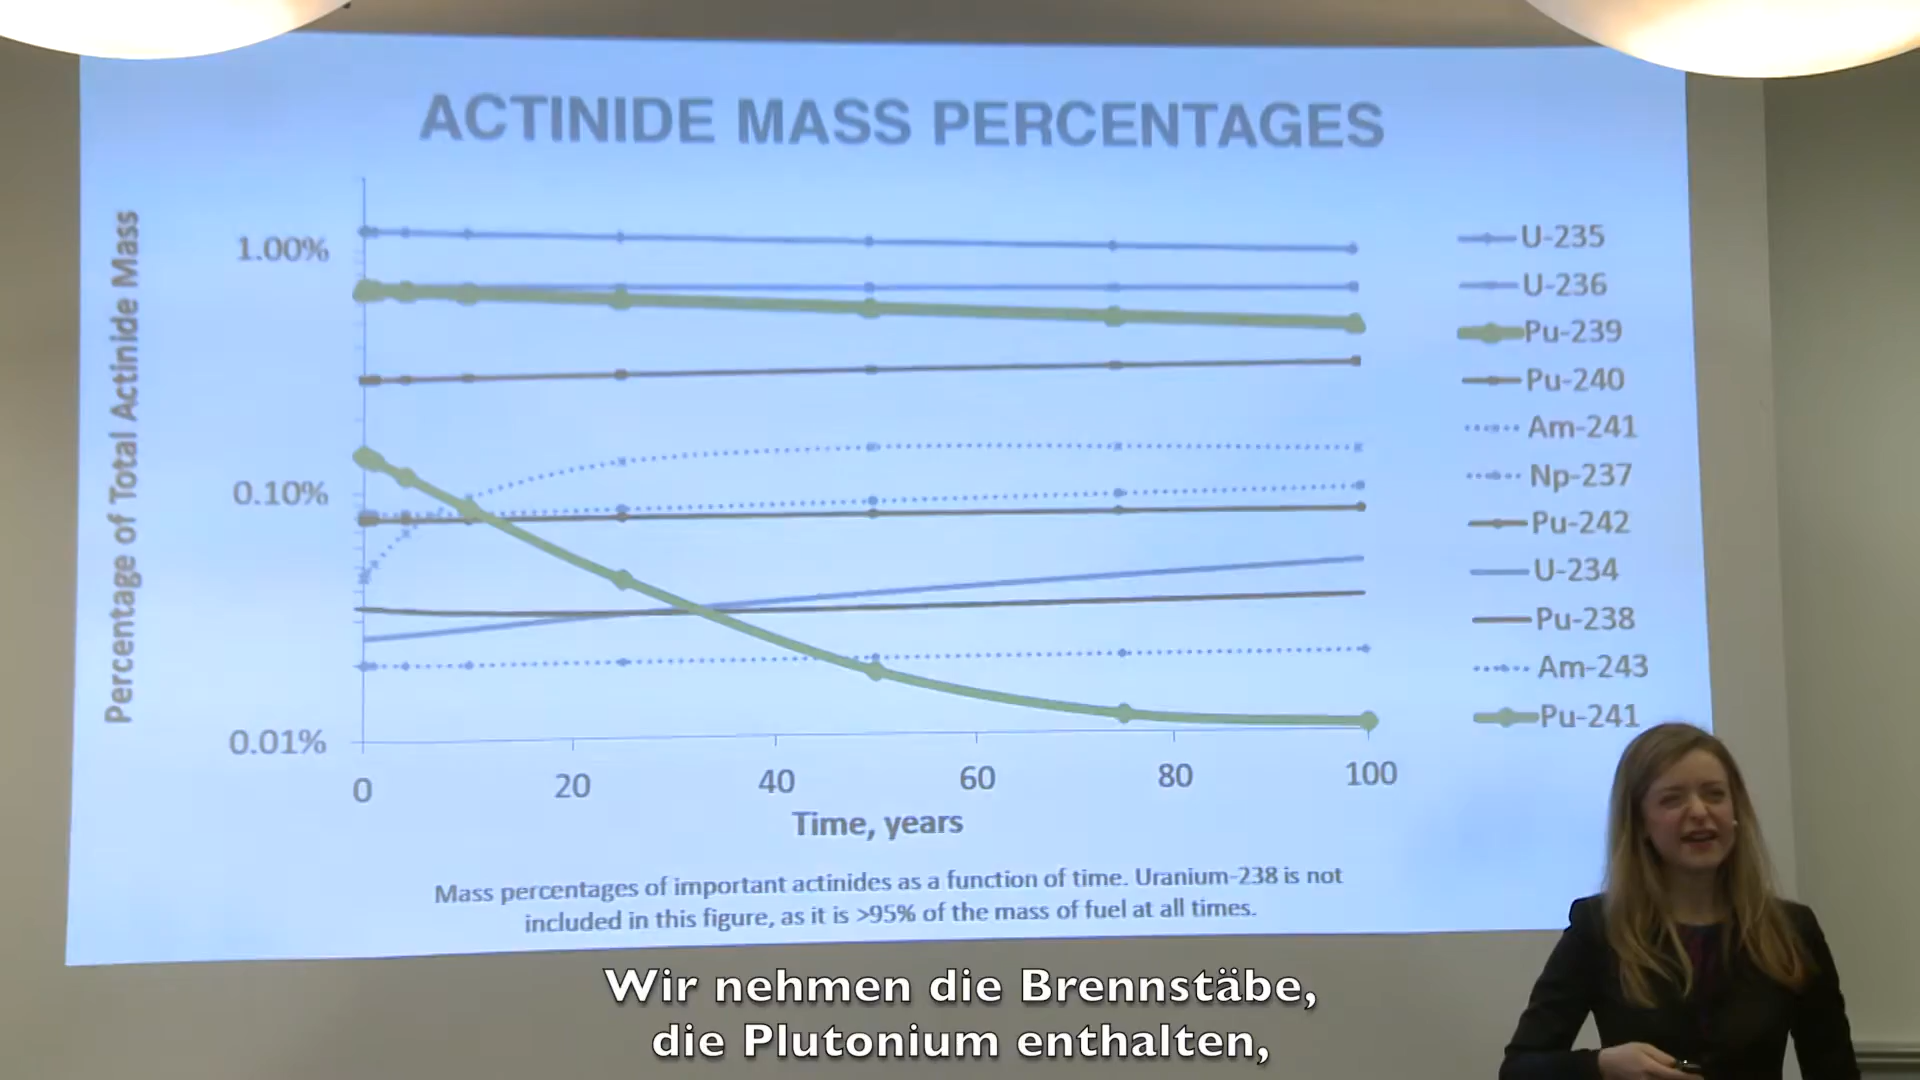 ACTINIDE MASS PERCENTAGES
Percentage of Total Actinide Mass
1.00%
0.10%
0.01%
0
20
40
60
80
100
Time, years
U-235
U-236
Pu-239
Pu-240
Am-241
Np-237
Pu-242
U-234
Pu-238
Am-243
Pu-241
Mass percentages of important actinides as a function of time. Uranium-238 is not
included in this figure, as it is >95% of the mass of fuel at all times.
Wir nehmen die Brennstäbe,
die Plutonium enthalten,